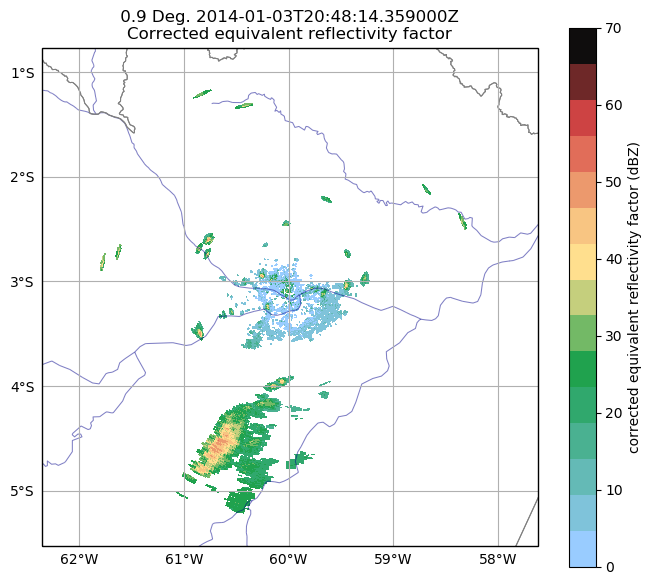 0.9 Deg. 2014-01-03T20:48:14.359000Z
Corrected equivalent reflectivity factor
1°S
2°S
3°S
4°S
5°S
62°W 61°W 60°W 59°W 58°W
70
60
50
40
30
20
10
0
corrected equivalent reflectivity factor (dBZ)